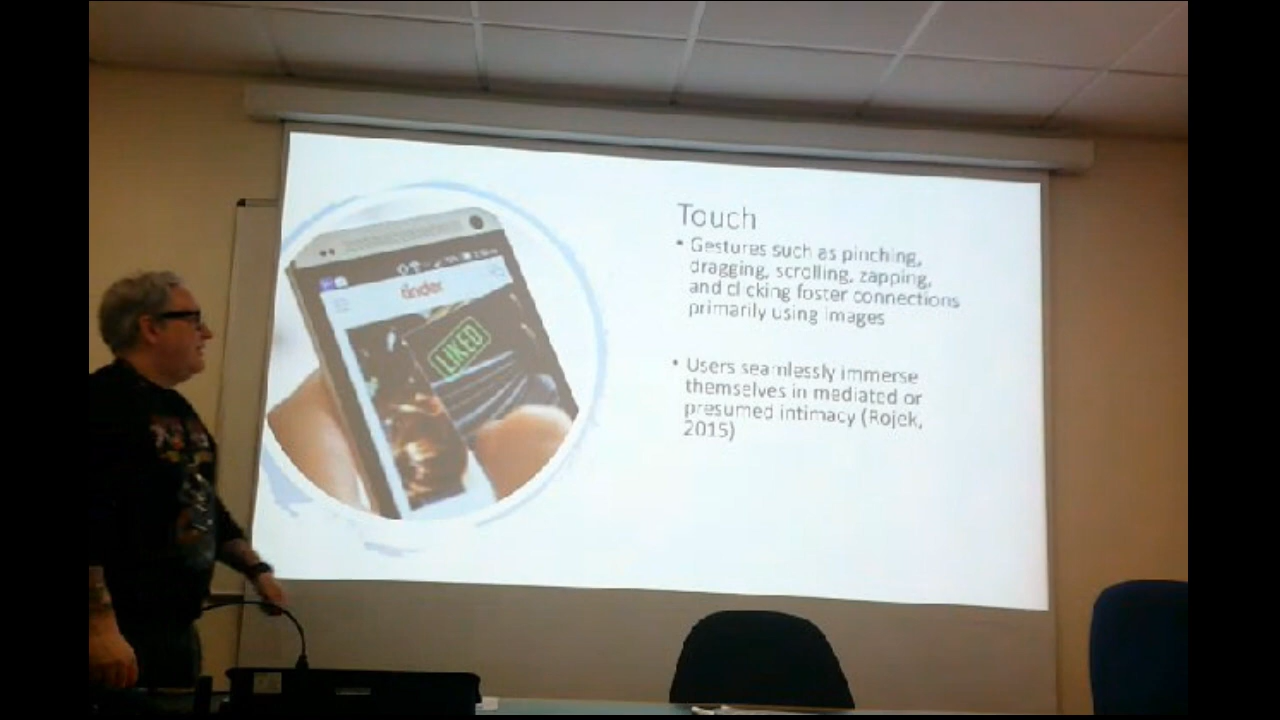 tinder
LIKED
Touch
• Gestures such as pinching,
dragging, scrolling, zapping,
and clicking foster connections
primarily using images
• Users seamlessly immerse
themselves in mediated or
presumed intimacy (Rojek,
2015)